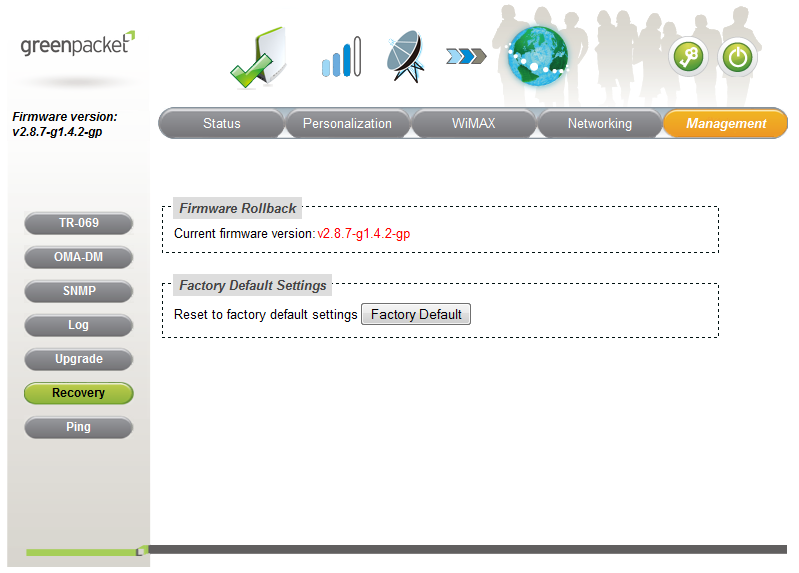 greenpacket
Firmware version:
v2.8.7-g1.4.2-gp
Status
Personalization
WiMAX
Networking
Management
TR-069
OMA-DM
SNMP
Log
Upgrade
Recovery
Ping
Firmware Rollback
Current firmware version: v2.8.7-g1.4.2-gp
Factory Default Settings
Reset to factory default settings Factory Default